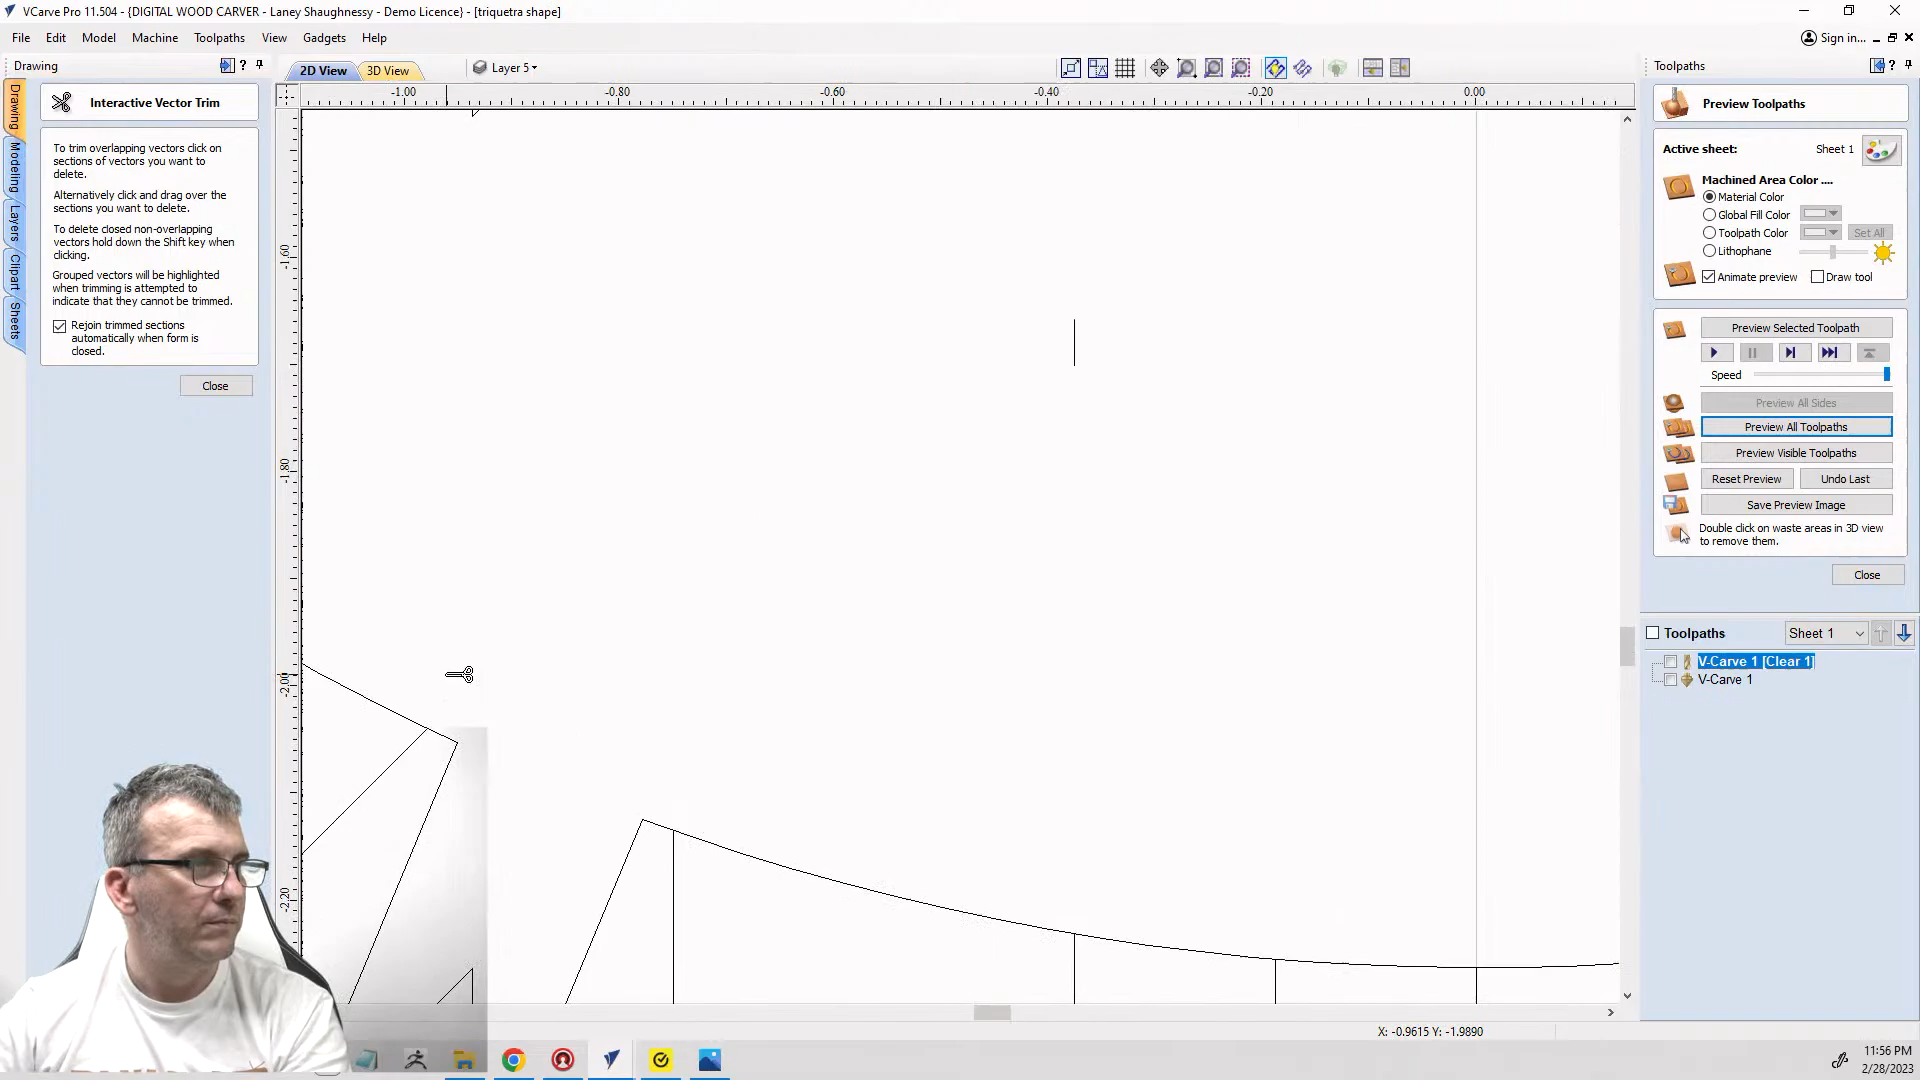 VCarve Pro 11.504 - {DIGITAL WOOD CARVER - Laney Shaughnessy - Demo Licence} - [triquetra shape]
File Edit Model Machine Toolpaths View Gadgets Help
Sign in...
Drawing
2D View
3D View
Layer 5
Toolpaths
Drawing
Modeling
Layers
Clipart
Sheets
Interactive Vector Trim
To trim overlapping vectors click on
sections of vectors you want to
delete.
Alternatively click and drag over the
sections you want to delete.
To delete closed non-overlapping
vectors hold down the Shift key when
clicking.
Grouped vectors will be highlighted
when trimming is attempted to
indicate that they cannot be trimmed.
Rejoin trimmed sections
automatically when form is
closed.
Close
-1.00 -0.80 -0.60 -0.40 -0.20 0.00
-1.60
-1.80
-2.00
-2.20
Preview Toolpaths
Active sheet: Sheet 1
Machined Area Color ....
Material Color
Global Fill Color
Toolpath Color
Set All
Lithophane
Animate preview
Draw tool
Preview Selected Toolpath
Speed
Preview All Sides
Preview All Toolpaths
Preview Visible Toolpaths
Reset Preview
Undo Last
Save Preview Image
Double click on waste areas in 3D view
to remove them.
Close
Toolpaths
Sheet 1
V-Carve 1 [Clear 1]
V-Carve 1
X: -0.9615 Y: -1.9890
11:56 PM
2/28/2023